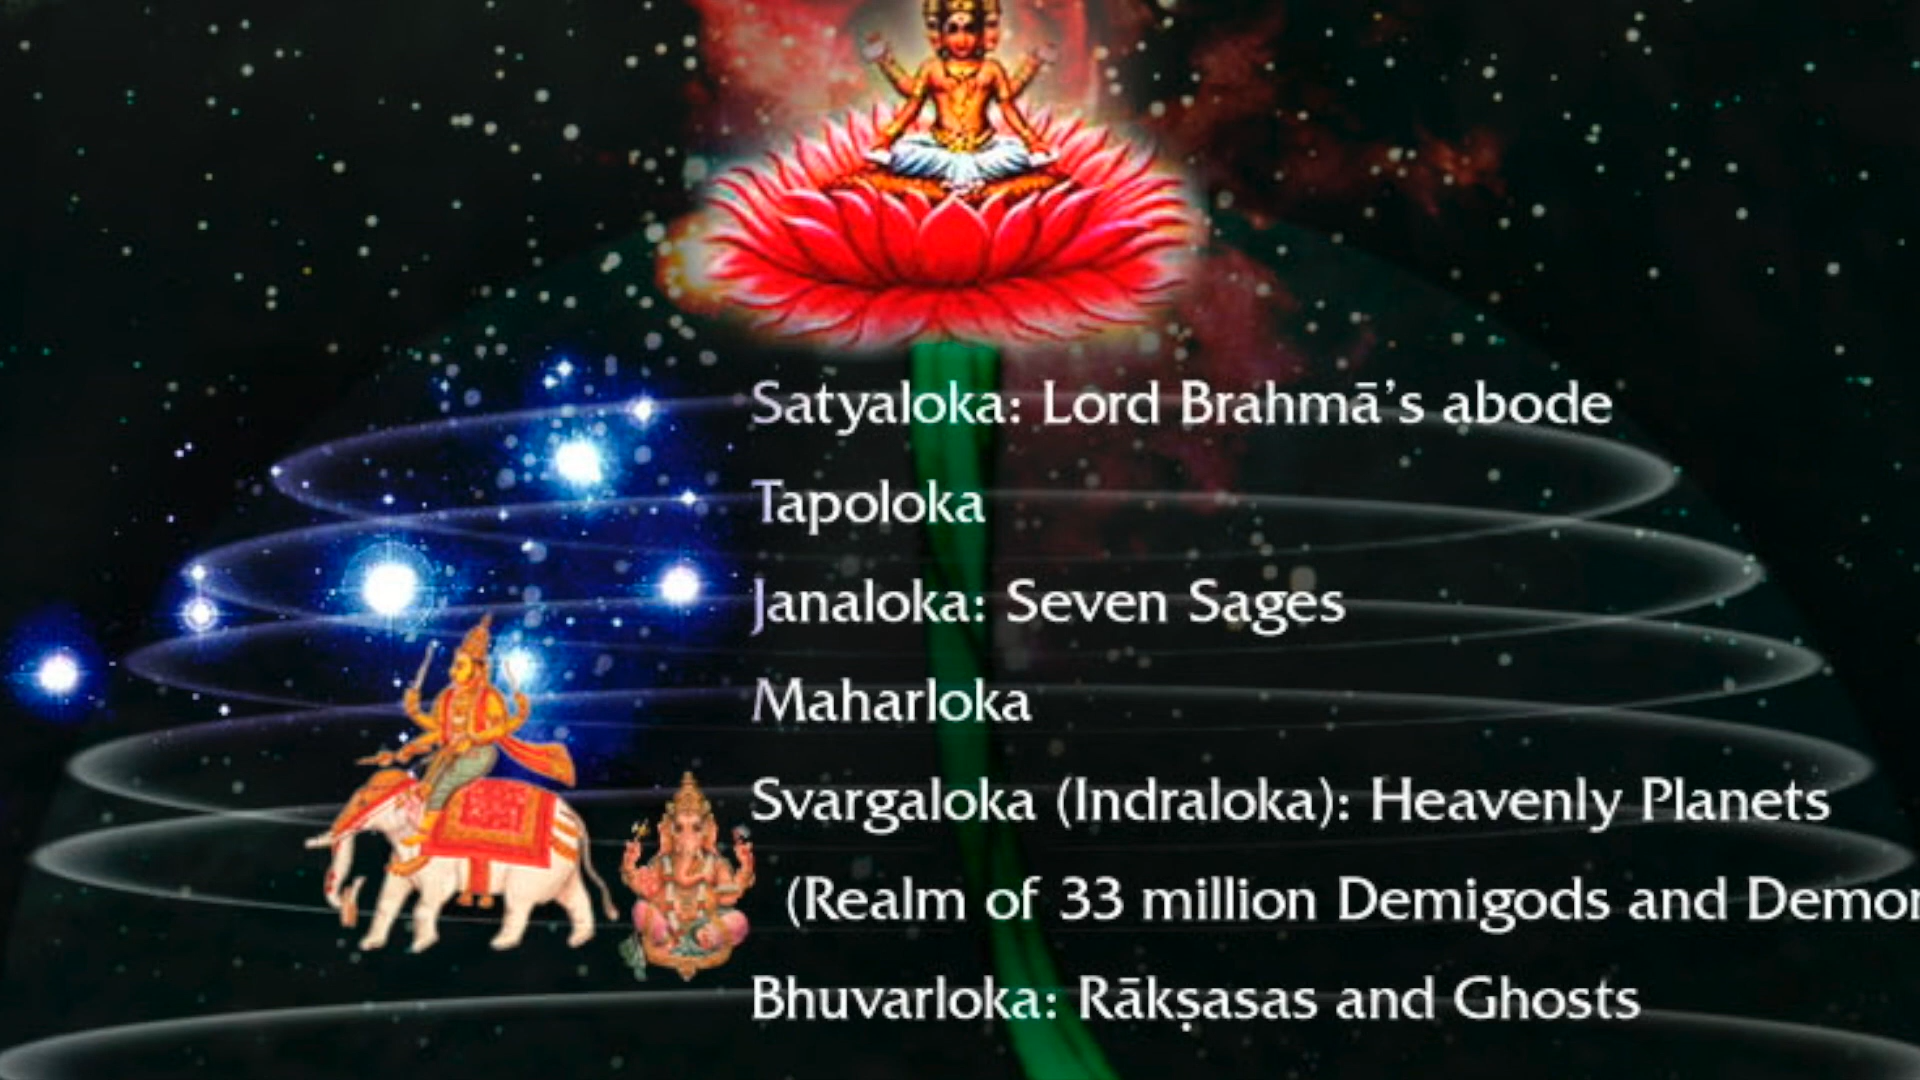 Satyaloka: Lord Brahmā’s abode
Tapoloka
Janaloka: Seven Sages
Maharloka
Svargaloka (Indraloka): Heavenly Planets
(Realm of 33 million Demigods and
Bhuvarloka: Rākṣasas and Ghosts